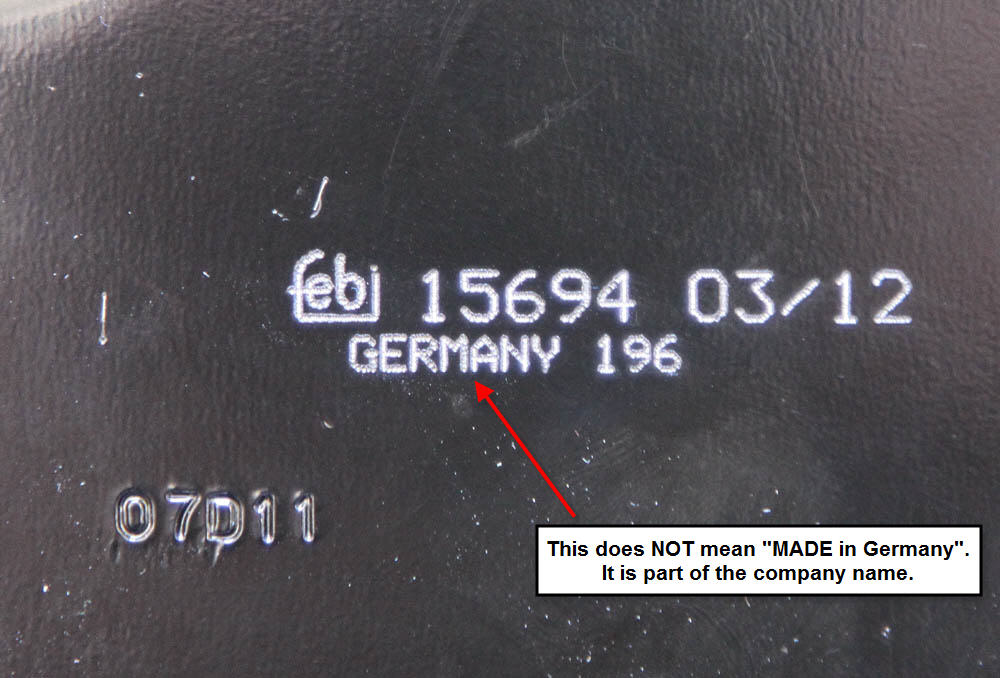 febi 15694 03/12
GERMANY 196
07D11
This does NOT mean "MADE in Germany".
It is part of the company name.